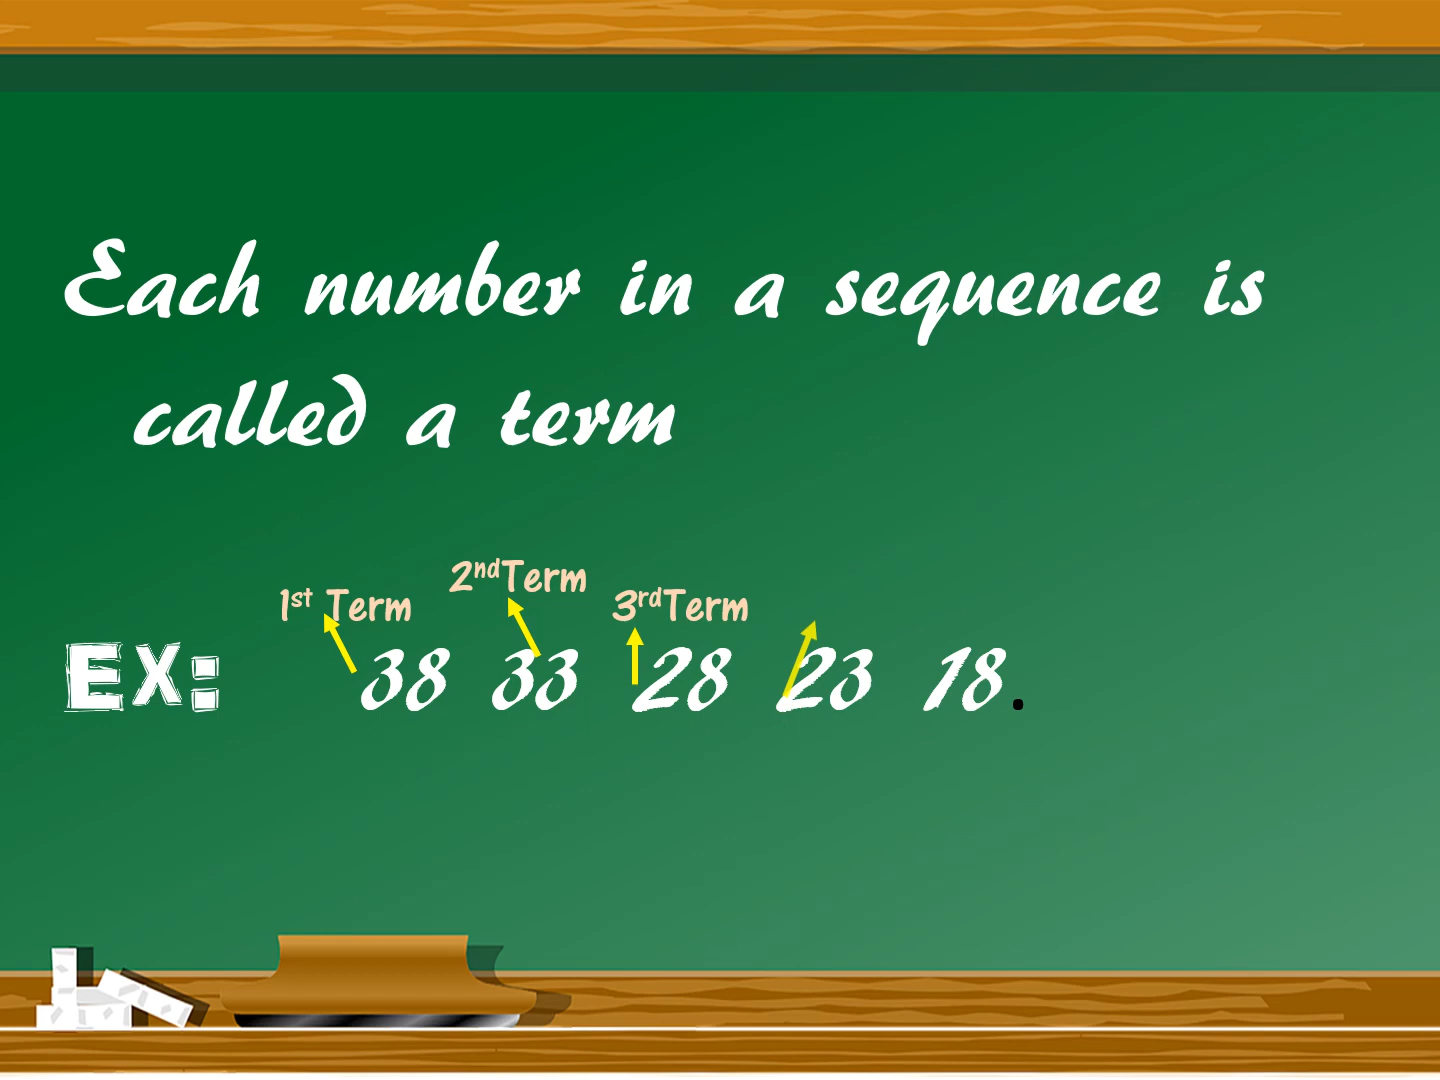 Each number in a sequence is
called a term
1st Term
2ndTerm
3rdTerm
EX: 38 33 28 23 18.